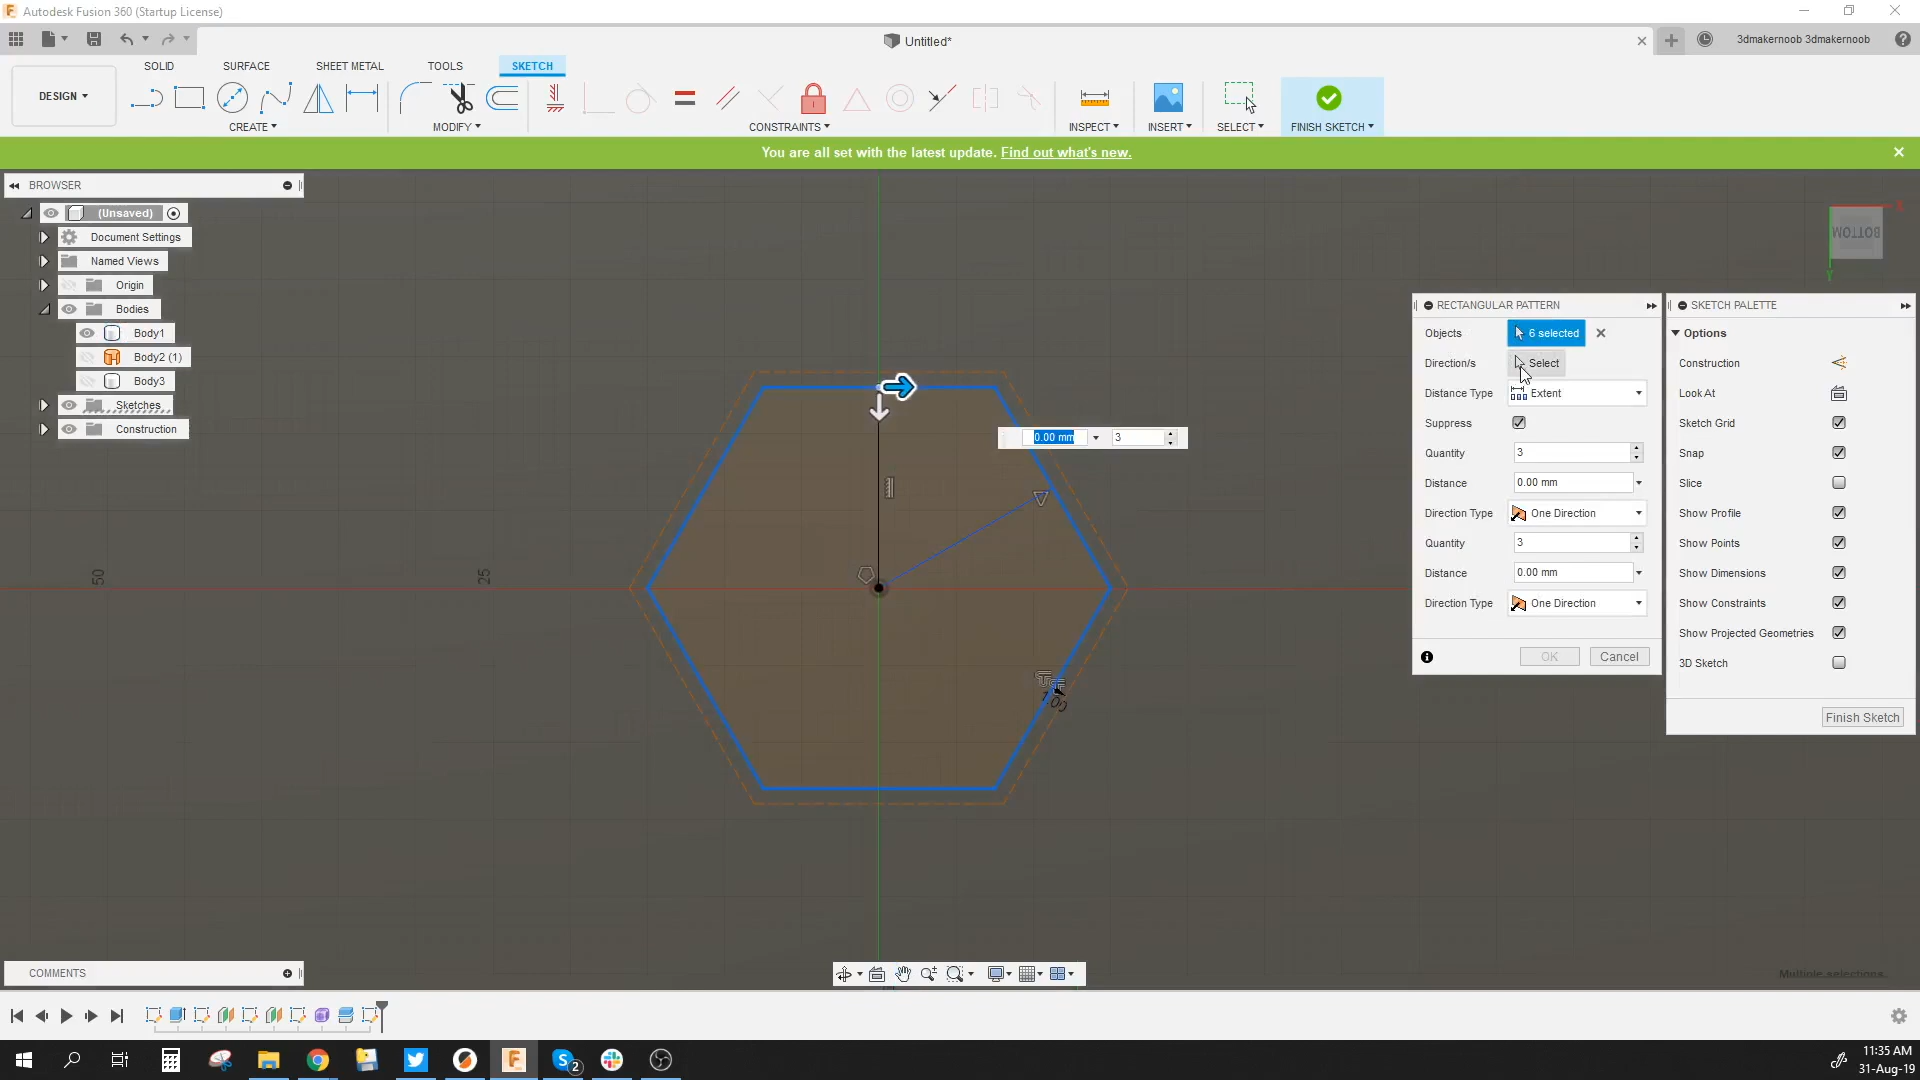 Autodesk Fusion 360 (Startup License)
Untitled*
3dmakernoob 3dmakernoob
SOLID SURFACE SHEET METAL TOOLS SKETCH
DESIGN
CREATE MODIFY CONSTRAINTS INSPECT INSERT SELECT FINISH SKETCH
You are all set with the latest update. Find out what's new.
BROWSER
(Unsaved)
Document Settings
Named Views
Origin
Bodies
Body1
Body2 (1)
Body3
Sketches
Construction
X
BOTTOM
Y
50
25
0.00 mm 3
RECTANGULAR PATTERN
Objects 6 selected
Direction/s Select
Distance Type Extent
Suppress
Quantity 3
Distance 0.00 mm
Direction Type One Direction
Quantity 3
Distance 0.00 mm
Direction Type One Direction
OK Cancel
SKETCH PALETTE
Options
Construction
Look At
Sketch Grid
Snap
Slice
Show Profile
Show Points
Show Dimensions
Show Constraints
Show Projected Geometries
3D Sketch
Finish Sketch
Multiple selections
COMMENTS
2
11:35 AM
31-Aug-19